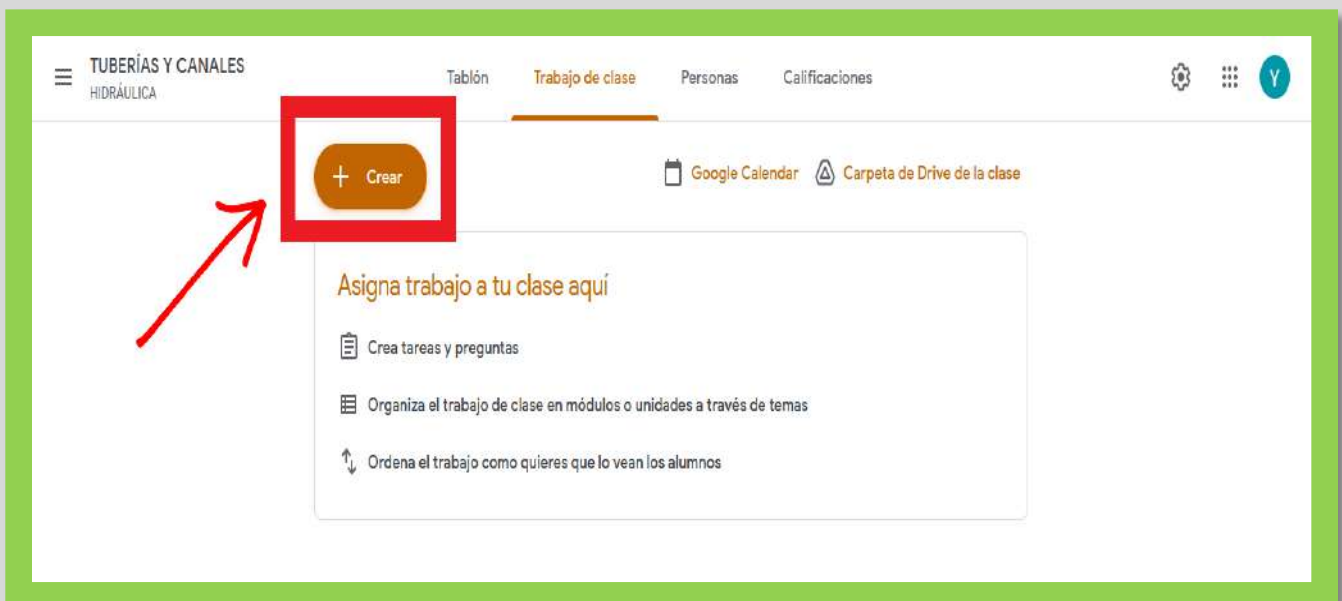 TUBERÍAS Y CANALES
HIDRÁULICA
Tablón Trabajo de clase Personas Calificaciones
Y
+ Crear
Google Calendar Carpeta de Drive de la clase
Asigna trabajo a tu clase aquí
Crea tareas y preguntas
Organiza el trabajo de clase en módulos o unidades a través de temas
Ordena el trabajo como quieres que lo vean los alumnos